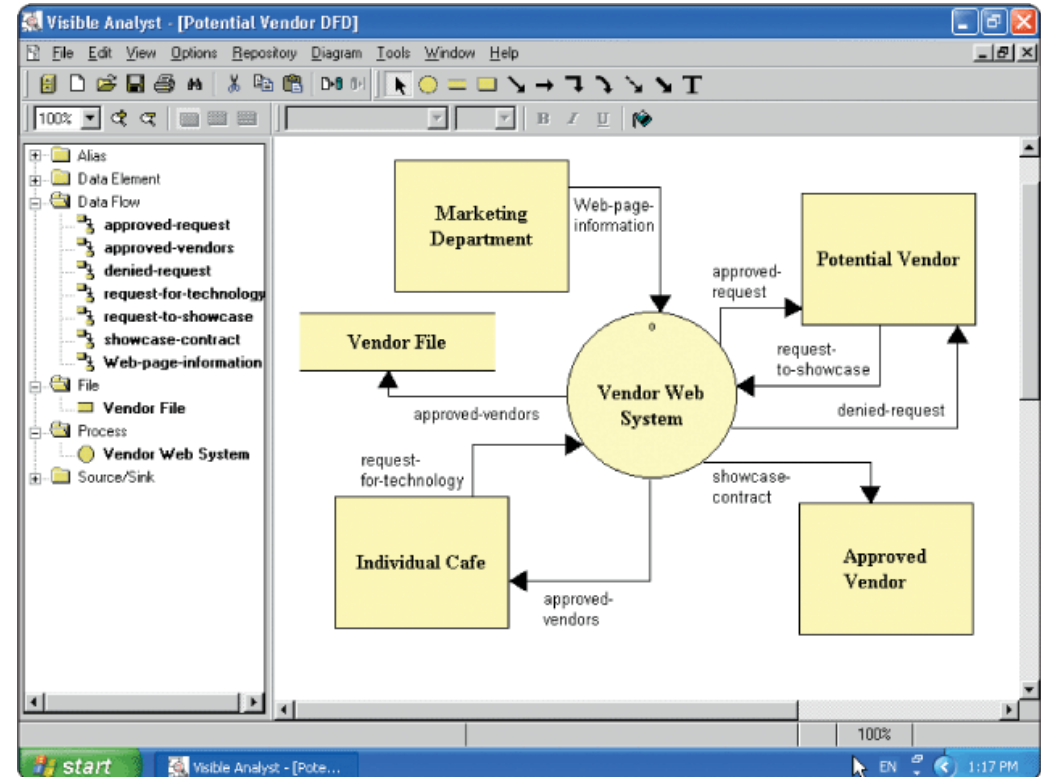 Visible Analyst - [Potential Vendor DFD]
File Edit View Options Repository Diagram Tools Window Help
T
100%
B I U
Alias
Data Element
Data Flow
approved-request
approved-vendors
denied-request
request-for-technology
request-to-showcase
showcase-contract
Web-page-information
File
Vendor File
Process
Vendor Web System
Source/Sink
Marketing
Department
Web-page-
information
Potential Vendor
approved-
request
Vendor File
0
Vendor Web
System
request-
to-showcase
approved-vendors
denied-request
request-
for-technology
showcase-
contract
Individual Cafe
Approved
Vendor
approved-
vendors
100%
start
Visible Analyst - [Pote...
EN
1:17 PM